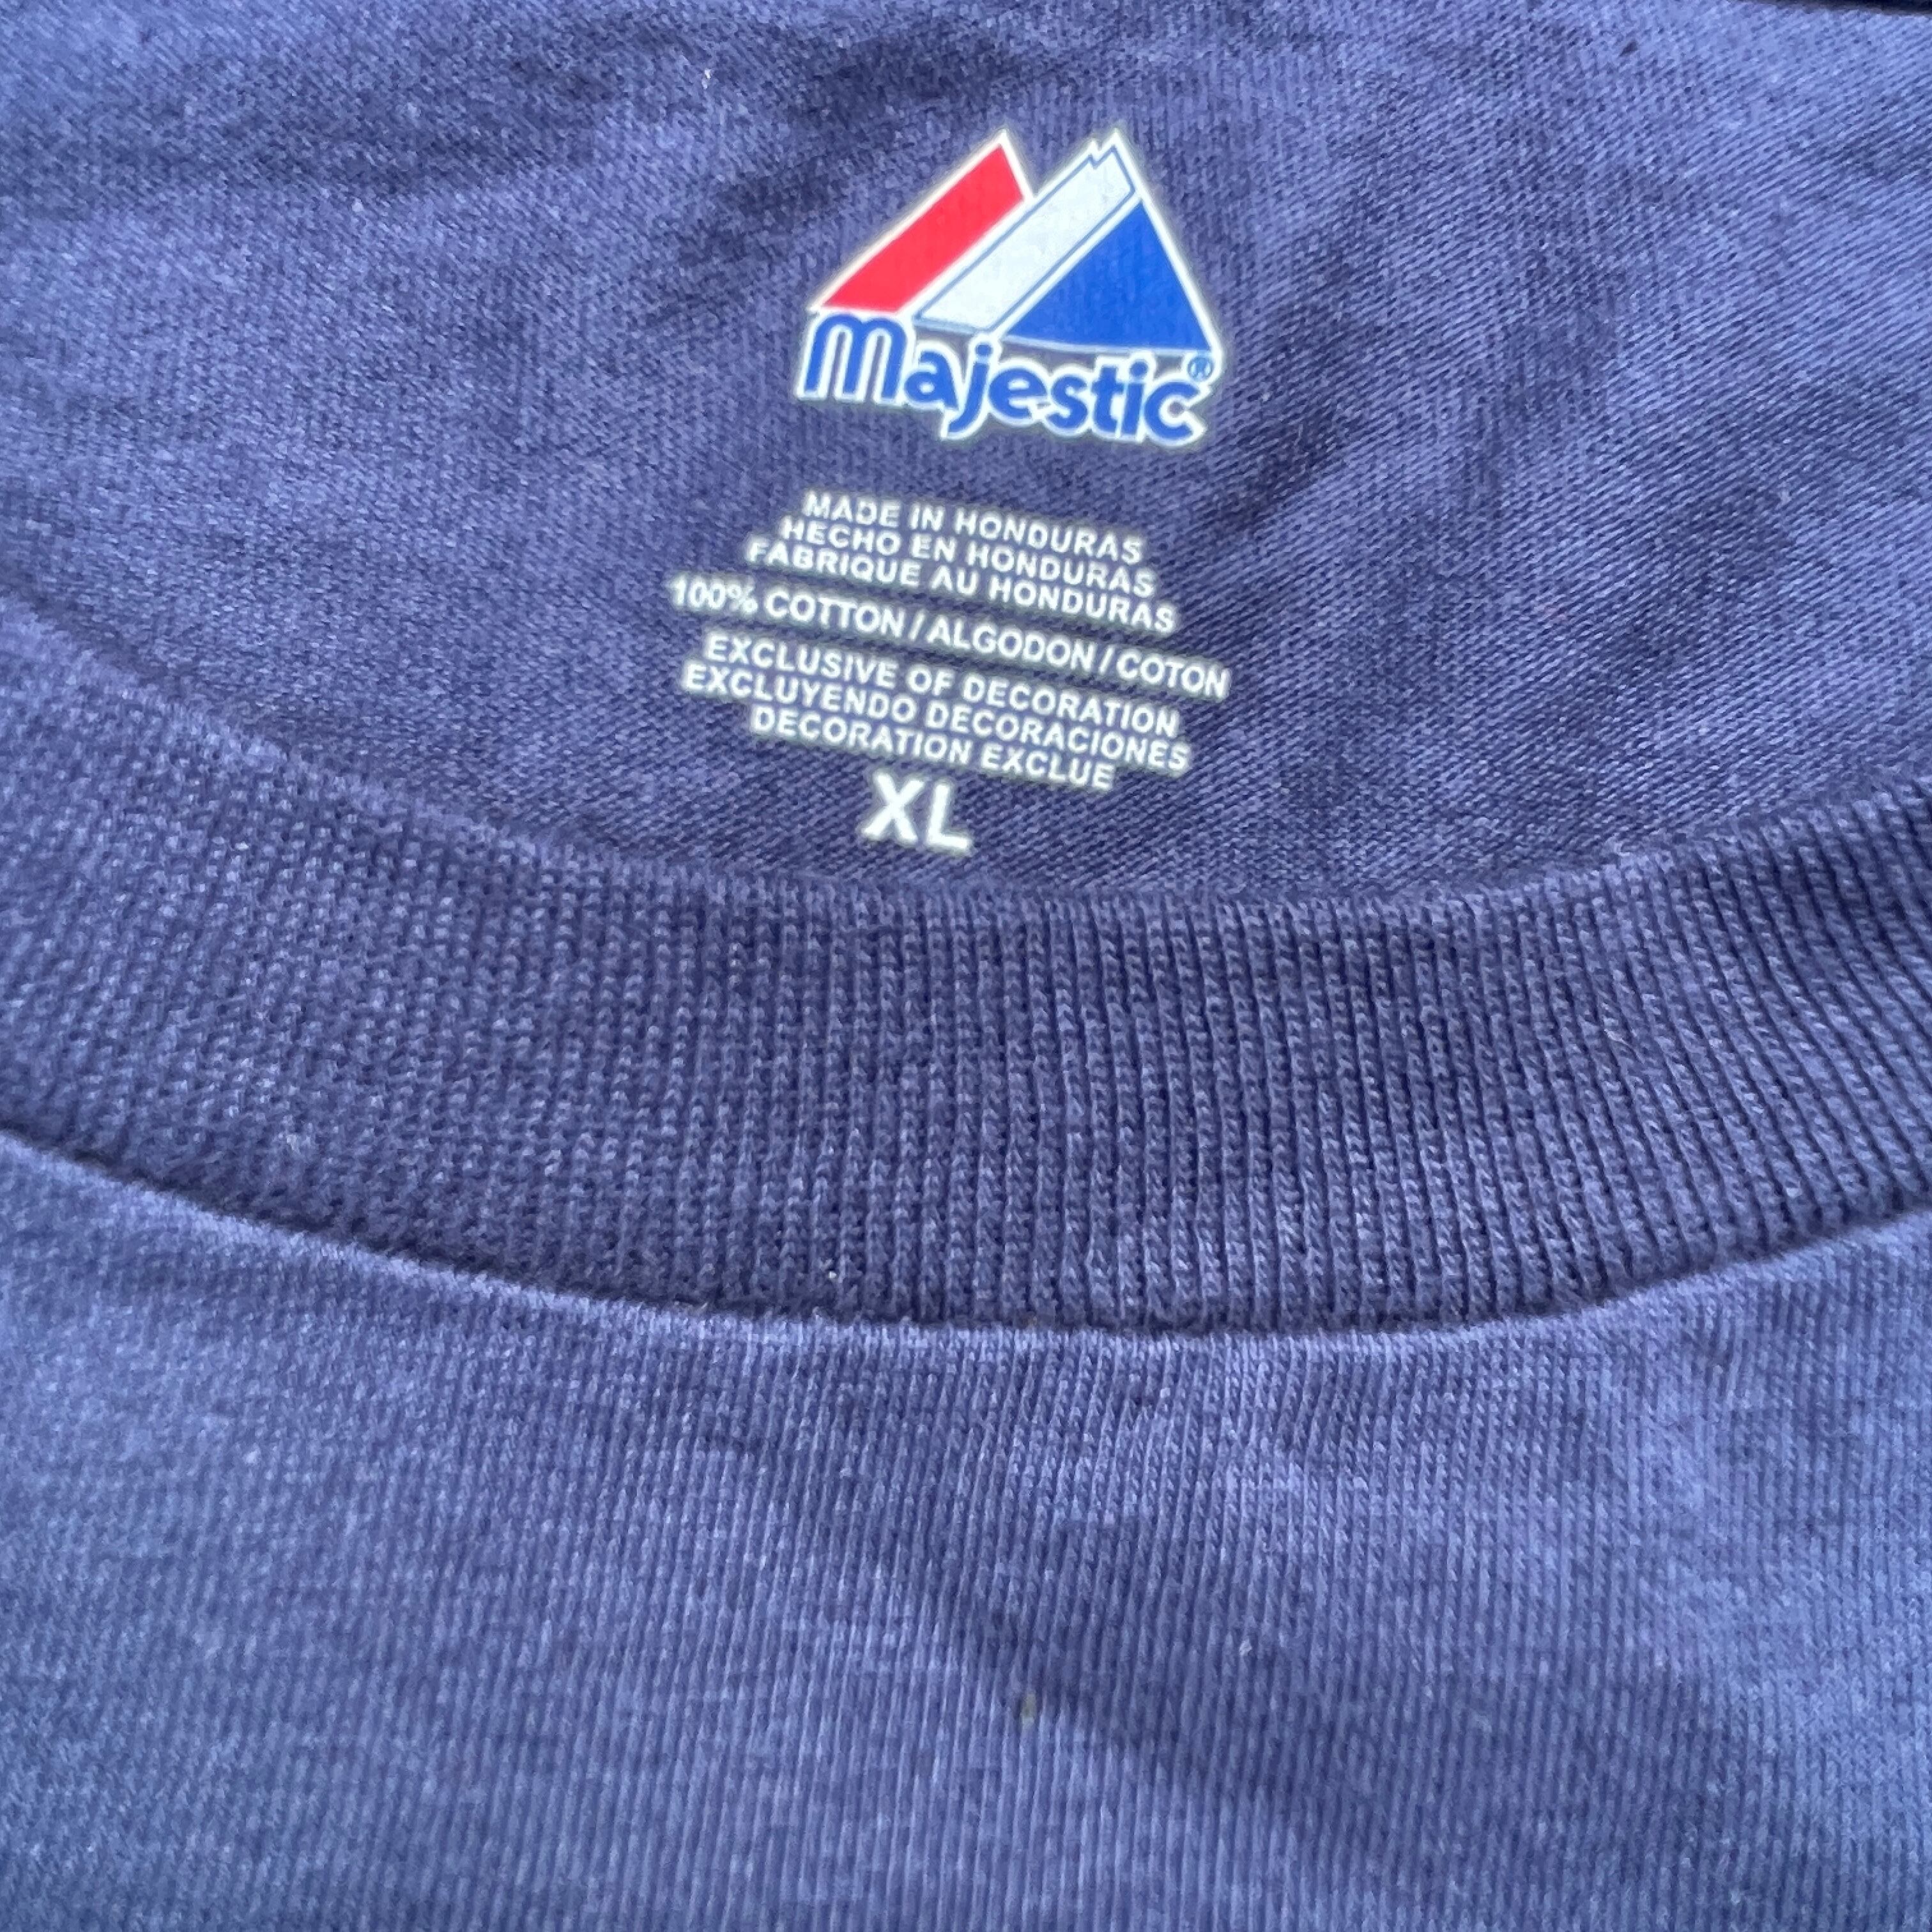 Majestic®
MADE IN HONDURAS
HECHO EN HONDURAS
FABRIQUE AU HONDURAS
100% COTTON / ALGODON / COTON
EXCLUSIVE OF DECORATION
EXCLUYENDO DECORACIONES
DECORATION EXCLUE
XL